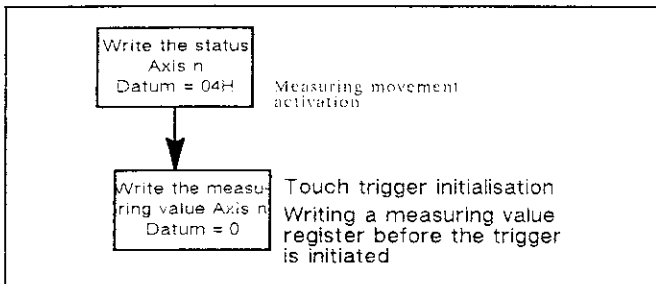 Write the status
Axis n
Datum = 04H
Measuring movement
activation
Write the measu-
ring value Axis n
Datum = 0
Touch trigger initialisation
Writing a measuring value
register before the trigger
is initiated